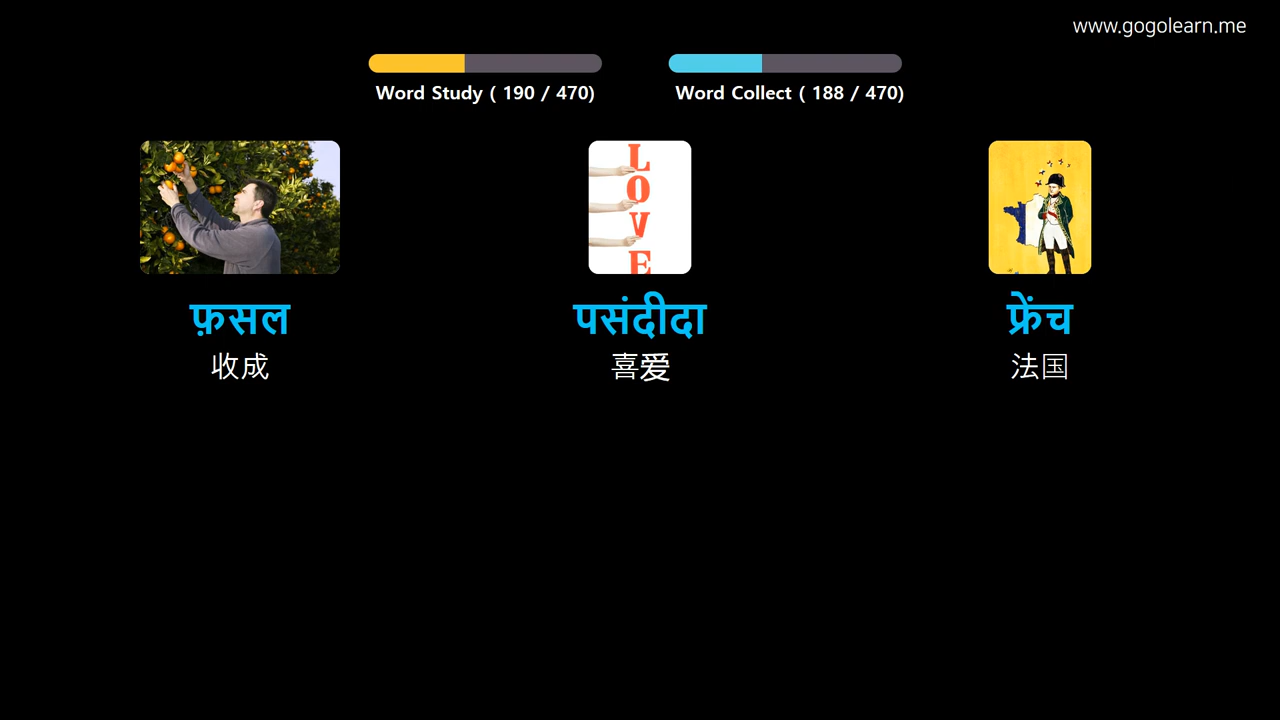 www.gogolearn.me
Word Study ( 190 / 470)
Word Collect ( 188 / 470)
L
O
V
E
फ़सल
पसंदीदा
फ्रेंच
收成
喜爱
法国